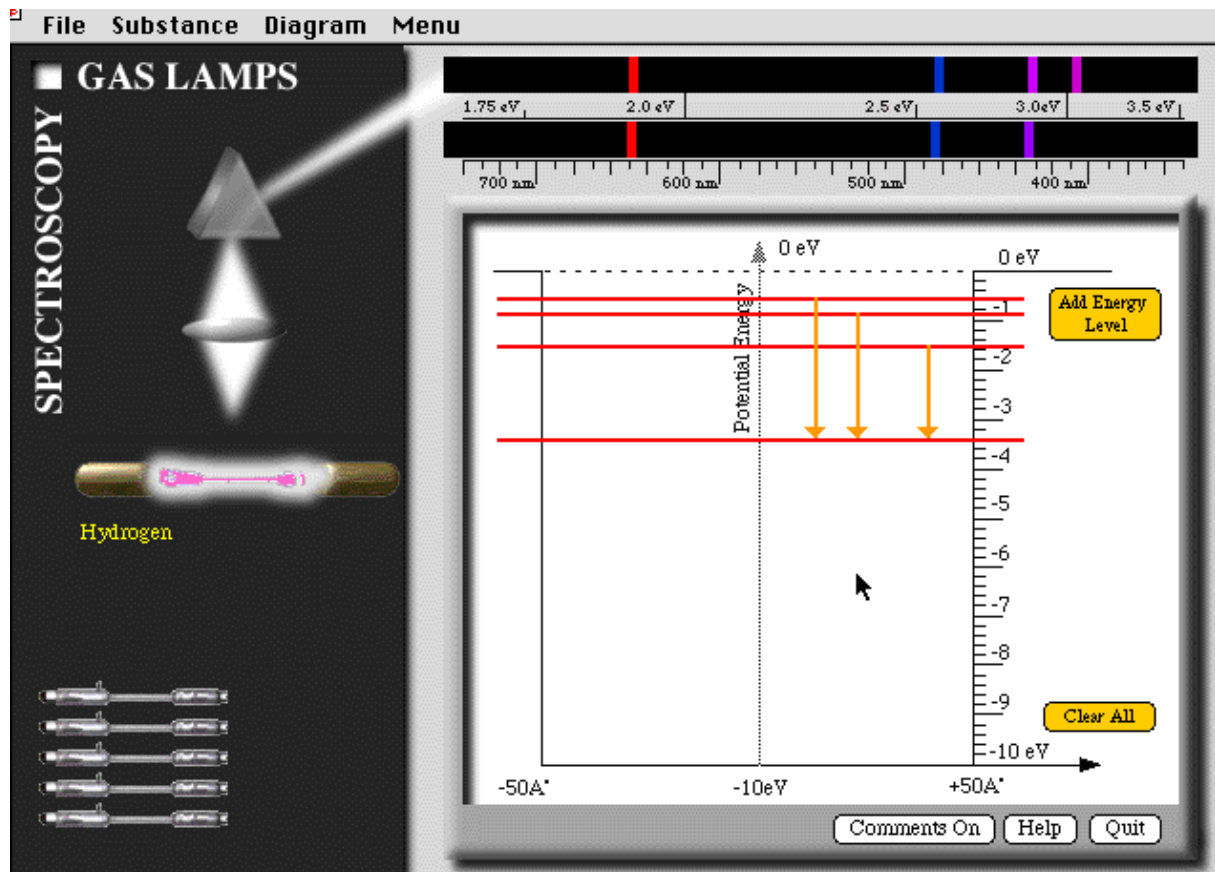 File Substance Diagram Menu
GAS LAMPS
SPECTROSCOPY
1.75 eV 2.0 eV 2.5 eV 3.0eV 3.5 eV
700 nm 600 nm 500 nm 400 nm
0 eV
0 eV
Potential Energy
-1
-2
-3
-4
-5
-6
-7
-8
-9
-10 eV
Add Energy
Level
Hydrogen
Clear All
-50A°
-10eV
+50A°
Comments On Help Quit